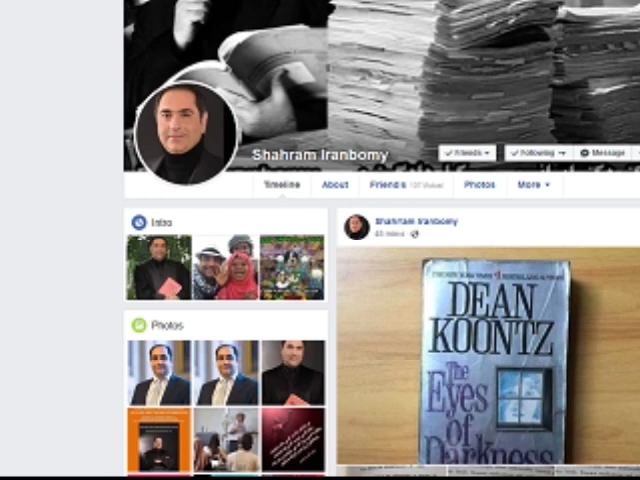 Shahram Iranbomy
Friends
Following
Message
Timeline
About
Friends
Photos
More
Intro
Photos
Shahram Iranbomy
DEAN
KOONTZ
The
Eyes
of
Darkness